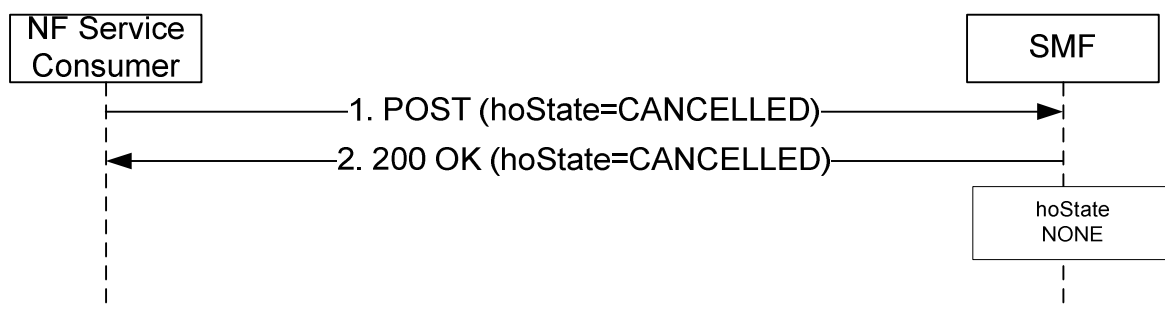 NF Service
Consumer
SMF
1. POST (hoState=CANCELLED)
2. 200 OK (hoState=CANCELLED)
hoState
NONE